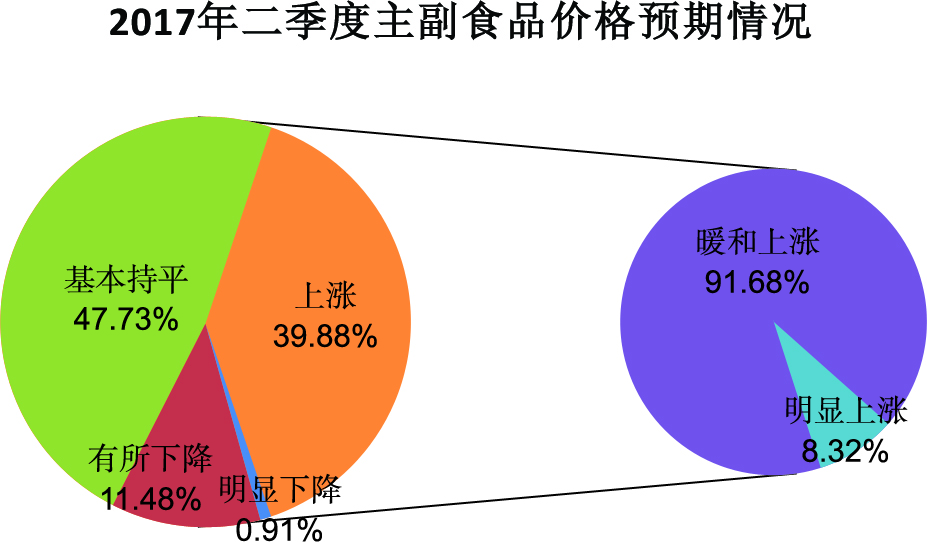 2017年二季度主副食品价格预期情况
基本持平
47.73%
上涨
39.88%
有所下降
11.48%
明显下降
0.91%
暖和上涨
91.68%
明显上涨
8.32%